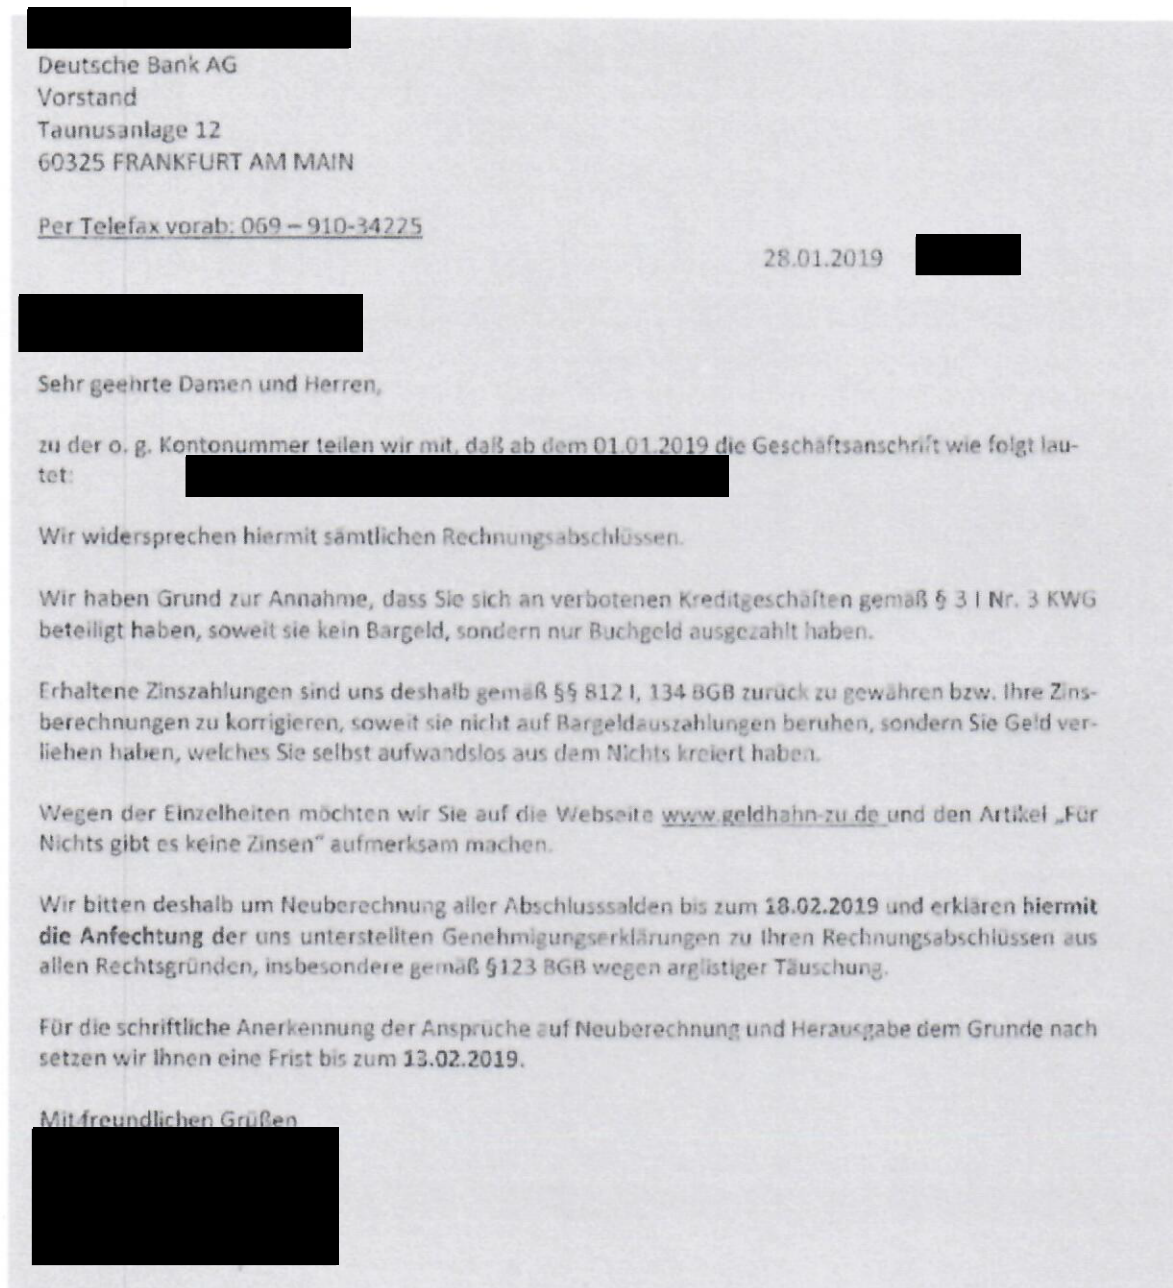 Deutsche Bank AG
Vorstand
Taunusanlage 12
60325 FRANKFURT AM MAIN
Per Telefax vorab: 069 – 910-34225
28.01.2019
Sehr geehrte Damen und Herren,
zu der o. g. Kontonummer teilen wir mit, daß ab dem 01.01.2019 die Geschäftsanschrift wie folgt lau-
tet:
Wir widersprechen hiermit sämtlichen Rechnungsabschlüssen.
Wir haben Grund zur Annahme, dass Sie sich an verbotenen Kreditgeschäften gemäß § 3 I Nr. 3 KWG
beteiligt haben, soweit sie kein Bargeld, sondern nur Buchgeld ausgezahlt haben.
Erhaltene Zinszahlungen sind uns deshalb gemäß §§ 812 I, 134 BGB zurück zu gewähren bzw. Ihre Zins-
berechnungen zu korrigieren, soweit sie nicht auf Bargeldauszahlungen beruhen, sondern Sie Geld ver-
liehen haben, welches Sie selbst aufwandslos aus dem Nichts kreiert haben.
Wegen der Einzelheiten möchten wir Sie auf die Webseite www.geldhahn-zu.de und den Artikel „Für
Nichts gibt es keine Zinsen“ aufmerksam machen.
Wir bitten deshalb um Neuberechnung aller Abschlusssalden bis zum 18.02.2019 und erklären hiermit
die Anfechtung der uns unterstellten Genehmigungserklärungen zu Ihren Rechnungsabschlüssen aus
allen Rechtsgründen, insbesondere gemäß §123 BGB wegen arglistiger Täuschung.
Für die schriftliche Anerkennung der Ansprüche auf Neuberechnung und Herausgabe dem Grunde nach
setzen wir Ihnen eine Frist bis zum 13.02.2019.
Mit freundlichen Grüßen